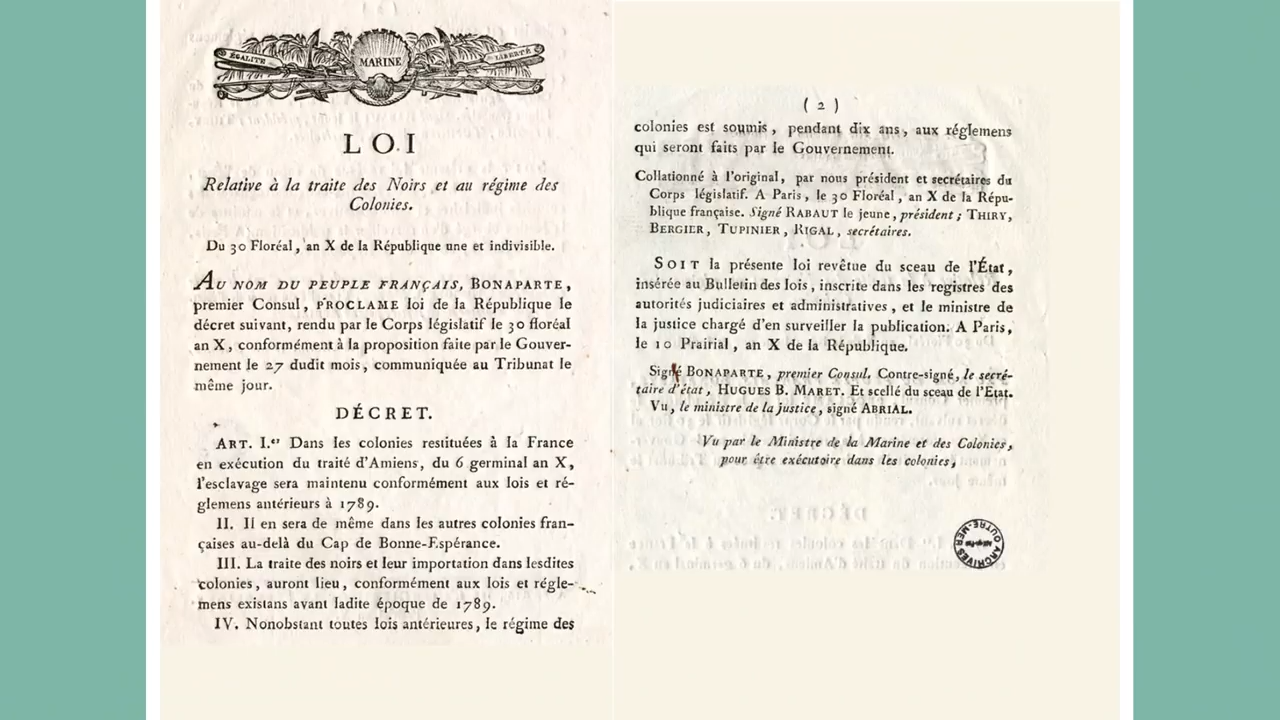 ÉGALITÉ
MARINE
LIBERTÉ
LOI
Relative à la traite des Noirs et au régime des
Colonies.
Du 30 Floréal, an X de la République une et indivisible.
AU NOM DU PEUPLE FRANÇAIS, BONAPARTE,
premier Consul, PROCLAME loi de la République le
décret suivant, rendu par le Corps législatif le 30 floréal
an X, conformément à la proposition faite par le Gouver-
nement le 27 dudit mois, communiquée au Tribunat le
même jour.
DÉCRET.
ART. I.er Dans les colonies restituées à la France
en exécution du traité d'Amiens, du 6 germinal an X,
l'esclavage sera maintenu conformément aux lois et ré-
glemens antérieurs à 1789.
II. Il en sera de même dans les autres colonies fran-
çaises au-delà du Cap de Bonne-Espérance.
III. La traite des noirs et leur importation dans lesdites
colonies, auront lieu, conformément aux lois et régle-
mens existans avant ladite époque de 1789.
IV. Nonobstant toutes lois antérieures, le régime des
( 2 )
colonies est soumis, pendant dix ans, aux réglemens
qui seront faits par le Gouvernement.
Collationné à l'original, par nous président et secrétaires du
Corps législatif. A Paris, le 30 Floréal, an X de la Répu-
blique française. Signé RABAUT le jeune, président; THIRY,
BERGIER, TUPINIER, RIGAL, secrétaires.
SOIT la présente loi revêtue du sceau de l'État,
insérée au Bulletin des lois, inscrite dans les registres des
autorités judiciaires et administratives, et le ministre de
la justice chargé d'en surveiller la publication. A Paris,
le 10 Prairial, an X de la République.
Signé BONAPARTE, premier Consul. Contre-signé, le secré-
taire d'état, HUGUES B. MARET. Et scellé du sceau de l'État.
Vu, le ministre de la justice, signé ABRIAL.
Vu par le Ministre de la Marine et des Colonies,
pour être exécutoire dans les colonies,
ARCHIVES OUTRE-MER